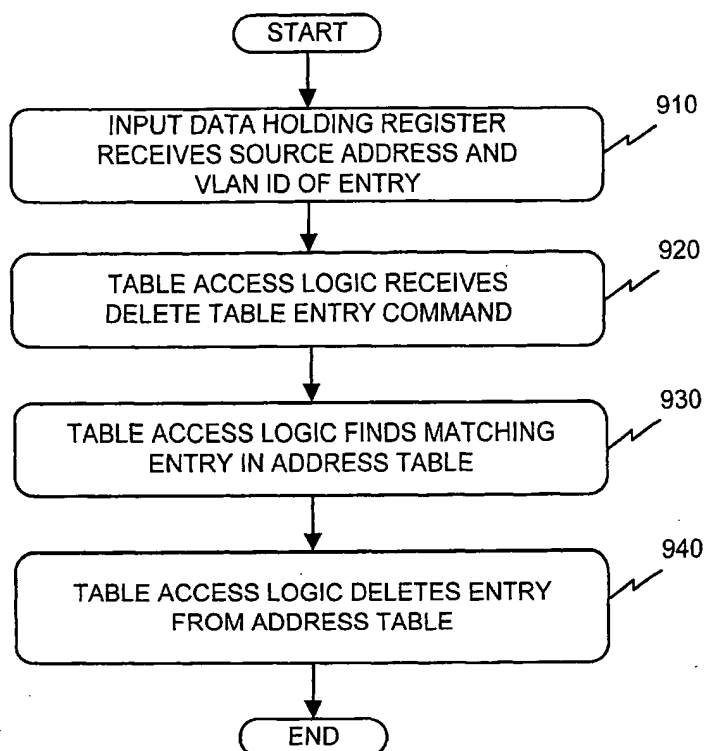 START
910
INPUT DATA HOLDING REGISTER
RECEIVES SOURCE ADDRESS AND
VLAN ID OF ENTRY
920
TABLE ACCESS LOGIC RECEIVES
DELETE TABLE ENTRY COMMAND
930
TABLE ACCESS LOGIC FINDS MATCHING
ENTRY IN ADDRESS TABLE
940
TABLE ACCESS LOGIC DELETES ENTRY
FROM ADDRESS TABLE
END